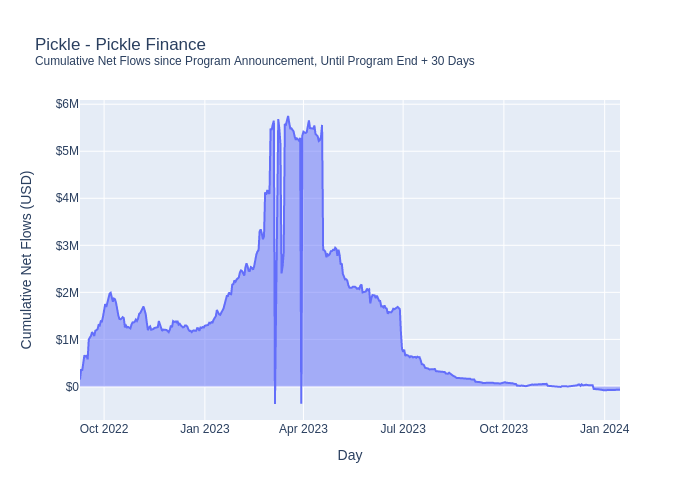 Pickle - Pickle Finance
Cumulative Net Flows since Program Announcement, Until Program End + 30 Days
Cumulative Net Flows (USD)
$6M
$5M
$4M
$3M
$2M
$1M
$0
Oct 2022 Jan 2023 Apr 2023 Jul 2023 Oct 2023 Jan 2024
Day